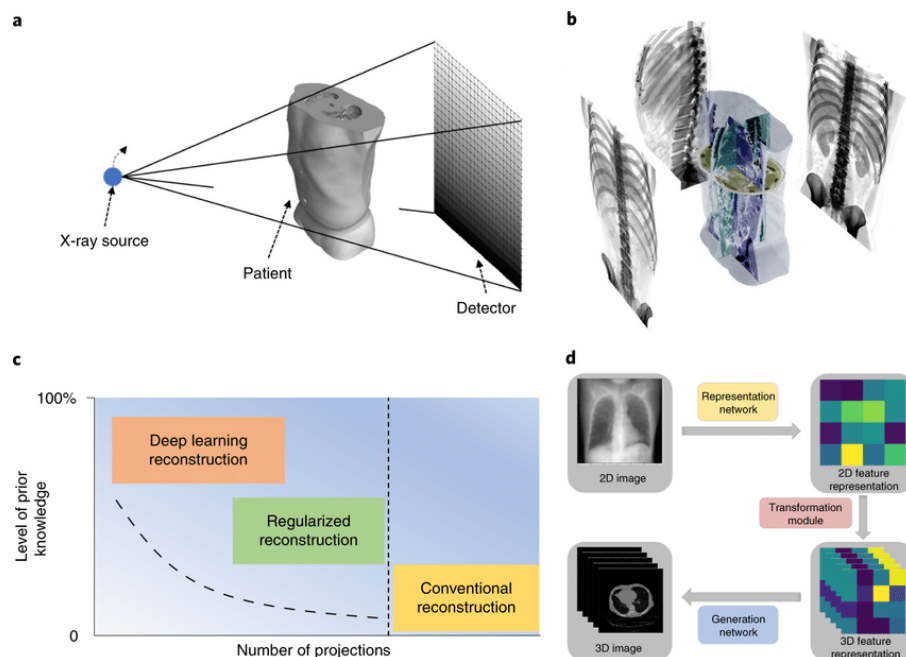 a
X-ray source
Patient
Detector
b
c
100%
Level of prior
knowledge
0
Deep learning
reconstruction
Regularized
reconstruction
Conventional
reconstruction
Number of projections
d
2D image
Representation
network
2D feature
representation
Transformation
module
3D image
Generation
network
3D feature
representation